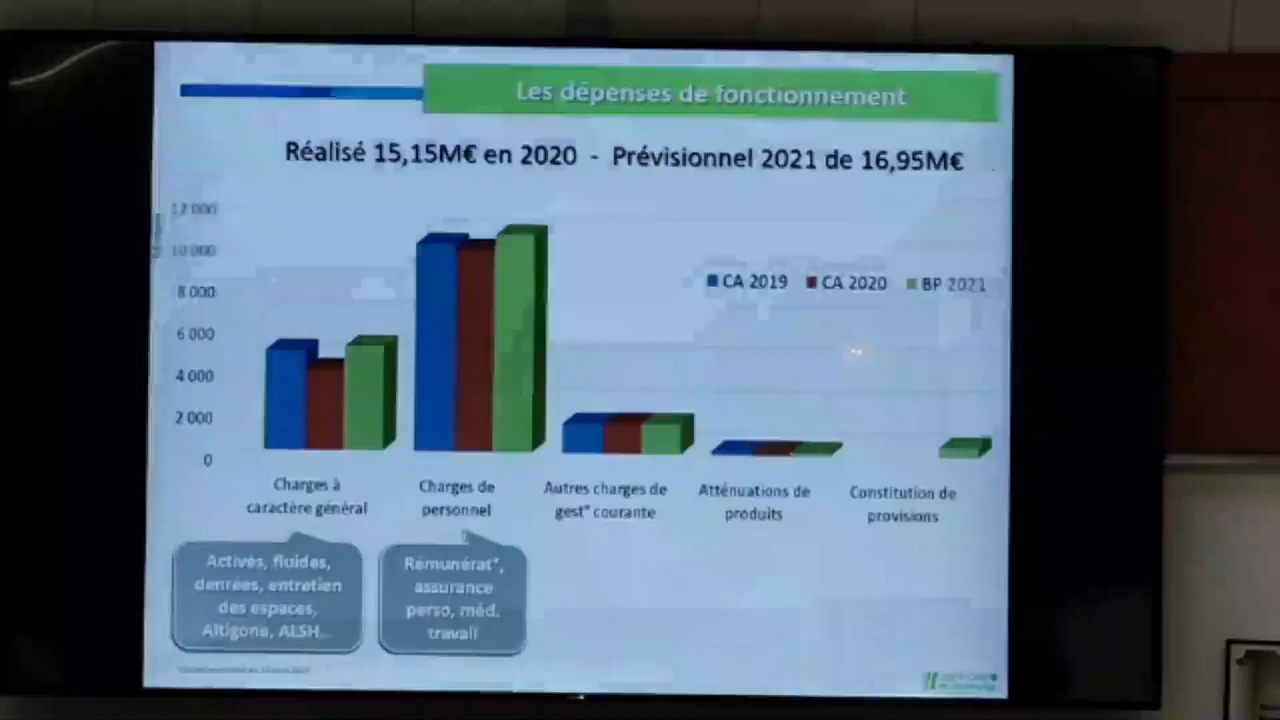 Les dépenses de fonctionnement
Réalisé 15,15M€ en 2020 - Prévisionnel 2021 de 16,95M€
12 000
10 000
8 000
6 000
4 000
2 000
0
CA 2019 CA 2020 BP 2021
Charges à
caractère général
Charges de
personnel
Autres charges de
gest° courante
Atténuations de
produits
Constitution de
provisions
Activés, fluides,
denrées, entretien
des espaces,
Altigone, ALSH...
Rémunérat°,
assurance
perso, méd.
travail